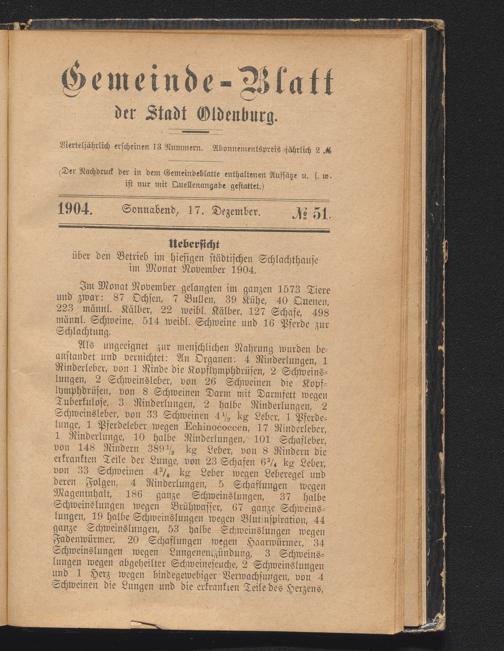 Gemeinde-Blatt
der Stadt Oldenburg.
Vierteljährlich erscheinen 13 Nummern. Abonnementspreis jährlich 2 ℳ
(Der Nachdruck der in dem Gemeindeblatte enthaltenen Aufsätze u. s. w.
ist nur mit Quellenangabe gestattet.)
1904. Sonnabend, 17. Dezember. № 51.
Uebersicht
über den Betrieb im hiesigen städtischen Schlachthause
im Monat November 1904.
Im Monat November gelangten im ganzen 1573 Tiere
und zwar: 87 Ochsen, 7 Bullen, 39 Kühe, 40 Quenen,
223 männl. Kälber, 22 weibl. Kälber, 127 Schafe, 498
männl. Schweine, 514 weibl. Schweine und 16 Pferde zur
Schlachtung.
Als ungeeignet zur menschlichen Nahrung wurden be-
anstandet und vernichtet: An Organen: 4 Rinderlungen, 1
Rinderleber, von 1 Rinde die Kopflymphdrüsen, 2 Schweins-
lungen, 2 Schweinsleber, von 26 Schweinen die Kopf-
lymphdrüsen, von 8 Schweinen Darm mit Darmfett wegen
Tuberkulose, 3 Rinderlungen, 2 halbe Rinderlungen, 2
Schweinsleber, von 33 Schweinen 4½ kg Leber, 1 Pferde-
lunge, 1 Pferdeleber wegen Echinococcen, 17 Rinderleber,
1 Rinderlunge, 10 halbe Rinderlungen, 101 Schafleber,
von 148 Rindern 389½ kg Leber, von 8 Rindern die
erkrankten Teile der Lunge, von 23 Schafen 6¾ kg Leber,
von 33 Schweinen 4¾ kg Leber wegen Leberegel und
deren Folgen, 4 Rinderlungen, 5 Schaflungen wegen
Mageninhalt, 186 ganze Schweinslungen, 37 halbe
Schweinslungen wegen Brühwasser, 67 ganze Schweins-
lungen, 19 halbe Schweinslungen wegen Blutinspiration, 44
ganze Schweinslungen, 53 halbe Schweinslungen wegen
Fadenwürmer, 20 Schaflungen wegen Haarwürmer, 34
Schweinslungen wegen Lungenentzündung, 3 Schweins-
lungen wegen abgeheilter Schweineseuche, 2 Schweinslungen
und 1 Herz wegen bindegewebiger Verwachsungen, von 4
Schweinen die Lungen und die erkrankten Teile des Herzens,